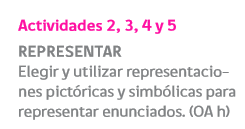 Actividades 2, 3, 4 y 5
REPRESENTAR
Elegir y utilizar representacio-
nes pictóricas y simbólicas para
representar enunciados. (OA h)